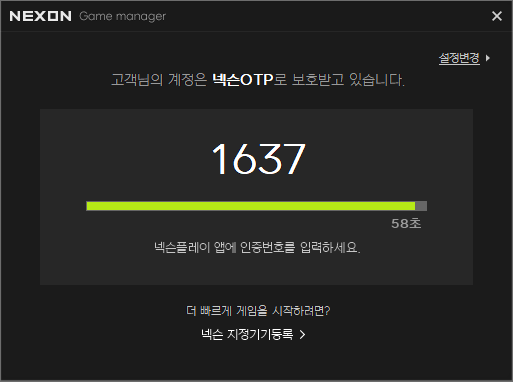 NEXON Game manager
설정변경
고객님의 계정은 넥슨OTP로 보호받고 있습니다.
1637
58초
넥슨플레이 앱에 인증번호를 입력하세요.
더 빠르게 게임을 시작하려면?
넥슨 지정기기등록 >